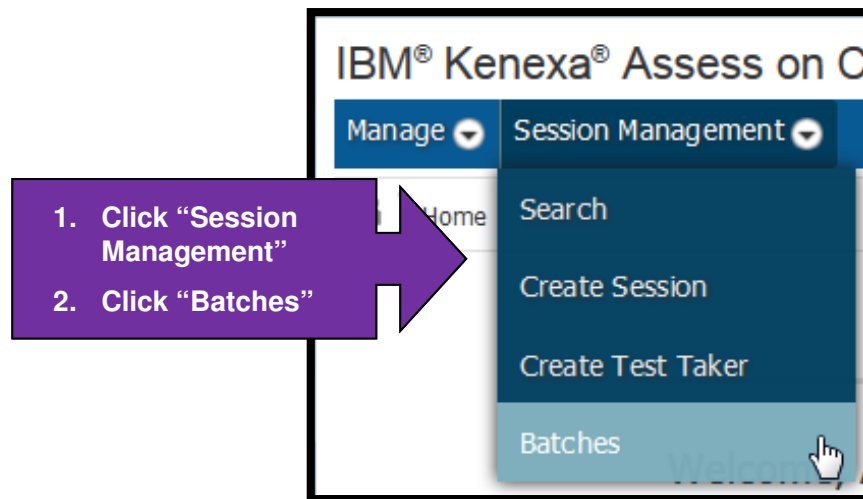 IBM® Kenexa® Assess on C
Manage Session Management
1. Click “Session
Management”
2. Click “Batches”
Home
Search
Create Session
Create Test Taker
Batches
Welcome,